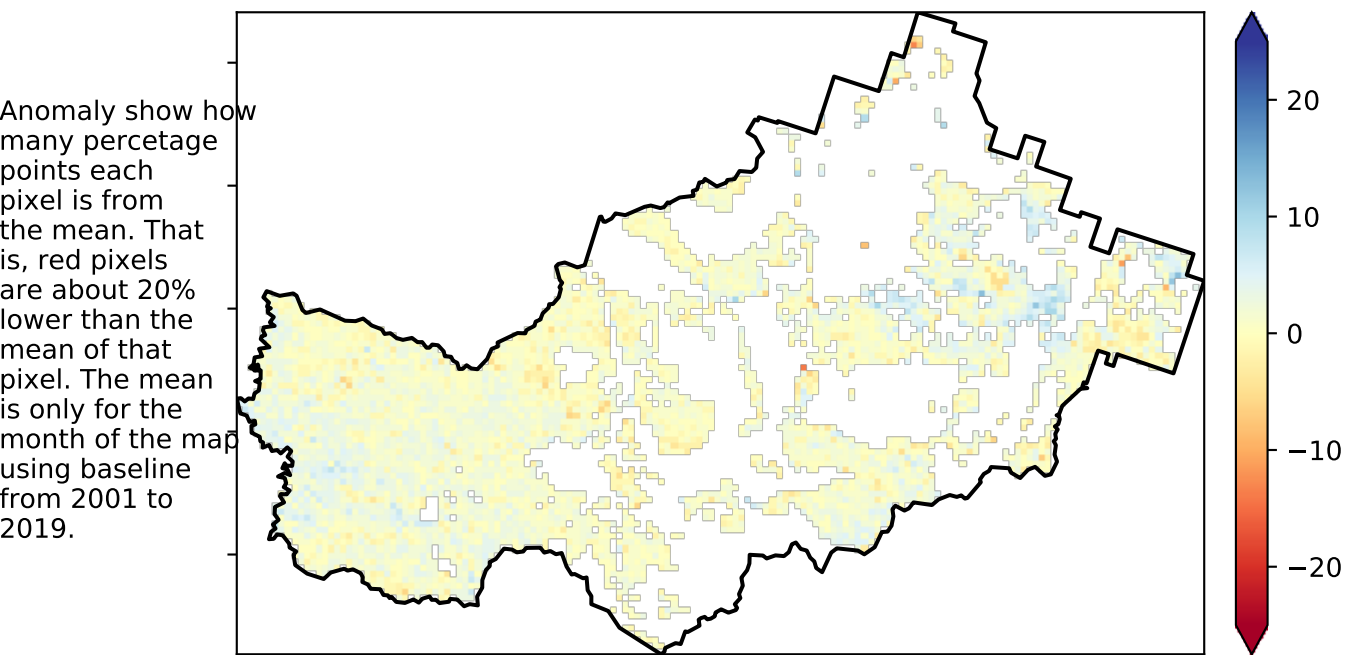 Anomaly show how
many percetage
points each
pixel is from
the mean. That
is, red pixels
are about 20%
lower than the
mean of that
pixel. The mean
is only for the
month of the map
using baseline
from 2001 to
2019.
20
10
0
−10
−20